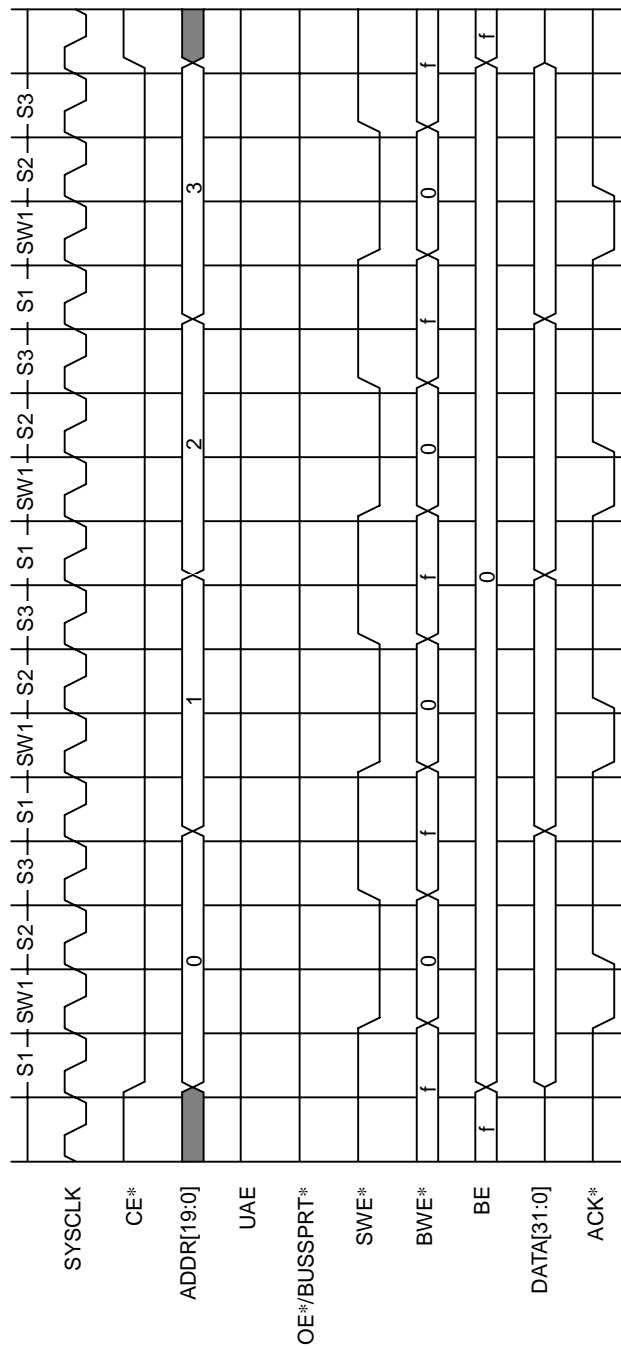 S1 SW1 S2 S3 S1 SW1 S2 S3 S1 SW1 S2 S3 S1 SW1 S2 S3
SYSCLK
CE*
ADDR[19:0] 0 1 2 3
UAE
OE*/BUSSPRT*
SWE*
BWE* f 0 f 0 f 0 f 0 f
BE f 0 f
DATA[31:0]
ACK*